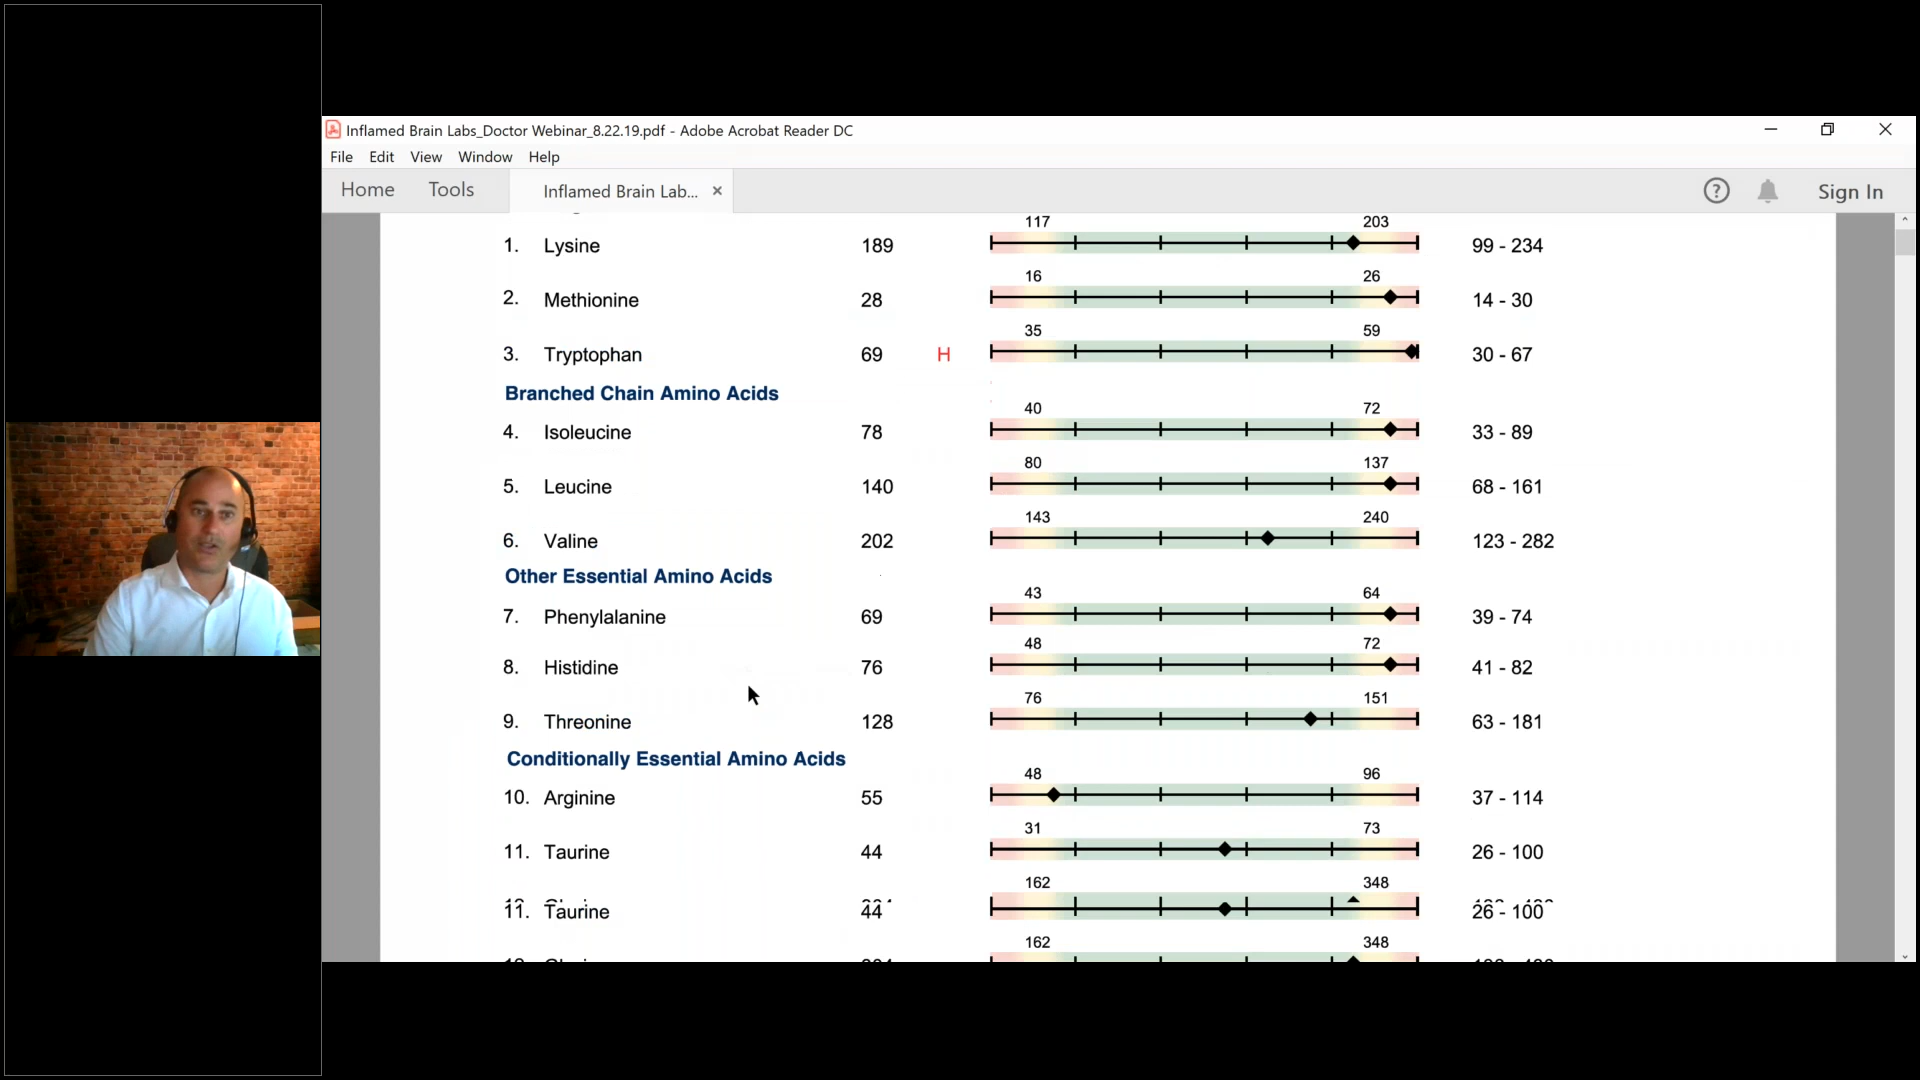 Inflamed Brain Labs_Doctor Webinar_8.22.19.pdf - Adobe Acrobat Reader DC
File Edit View Window Help
Home Tools Inflamed Brain Lab... Sign In
117 203
1. Lysine 189 99 - 234
16 26
2. Methionine 28 14 - 30
35 59
3. Tryptophan 69 H 30 - 67
Branched Chain Amino Acids
40 72
4. Isoleucine 78 33 - 89
80 137
5. Leucine 140 68 - 161
143 240
6. Valine 202 123 - 282
Other Essential Amino Acids
43 64
7. Phenylalanine 69 39 - 74
48 72
8. Histidine 76 41 - 82
76 151
9. Threonine 128 63 - 181
Conditionally Essential Amino Acids
48 96
10. Arginine 55 37 - 114
31 73
11. Taurine 44 26 - 100
162 348
11. Taurine 44 26 - 100
162 348